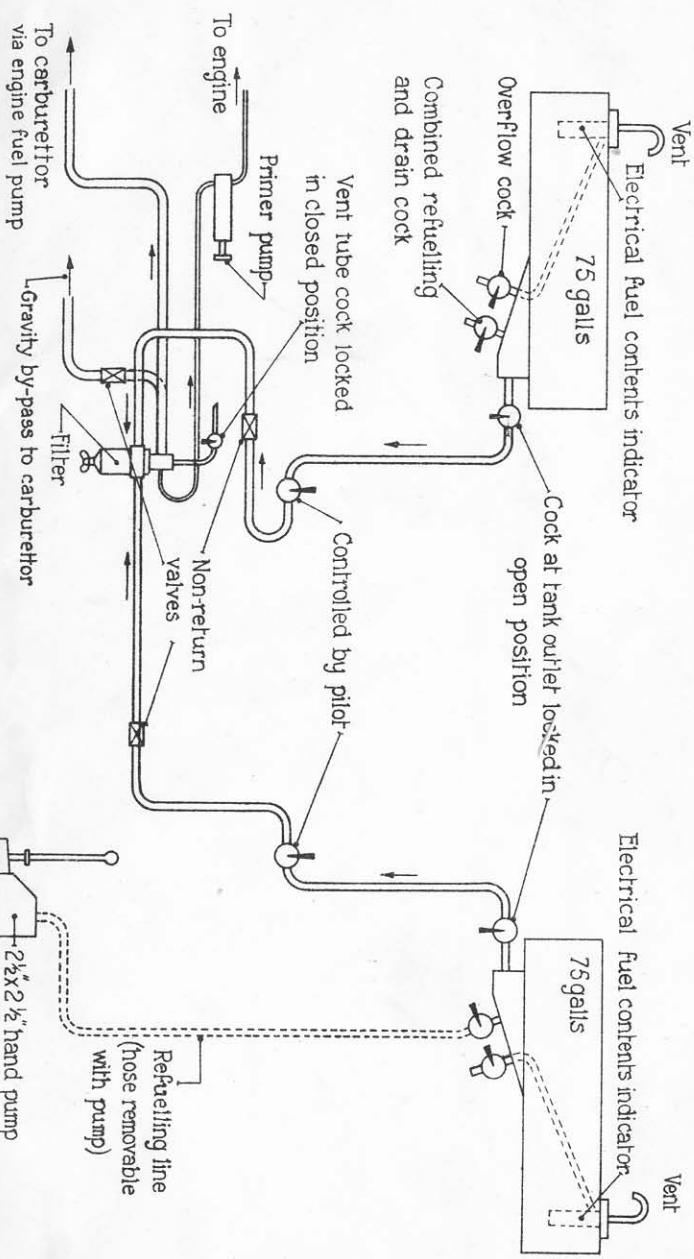 Vent
Electrical fuel contents indicator
75 galls
Overflow cock
Combined refuelling
and drain cock
Cock at tank outlet locked in
open position
Electrical fuel contents indicator
Vent
75 galls
To engine
Primer pump
Vent tube cock locked
in closed position
Controlled by pilot
Non-return
valves
Refuelling line
(hose removable
with pump)
2½"x2½" hand pump
To carburettor
via engine fuel pump
Gravity by-pass to carburettor
Filter